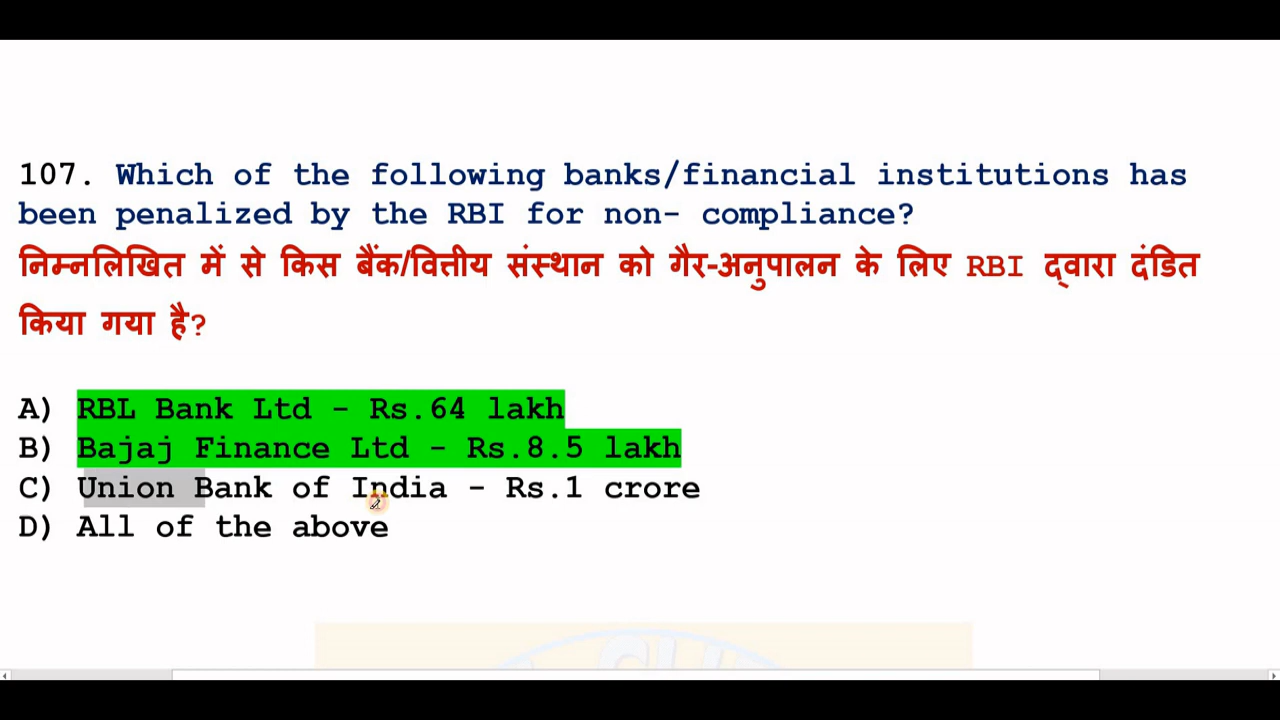 107. Which of the following banks/financial institutions has
been penalized by the RBI for non- compliance?
निम्नलिखित में से किस बैंक/वित्तीय संस्थान को गैर-अनुपालन के लिए RBI द्वारा दंडित
किया गया है?
A) RBL Bank Ltd - Rs.64 lakh
B) Bajaj Finance Ltd - Rs.8.5 lakh
C) Union Bank of India - Rs.1 crore
D) All of the above